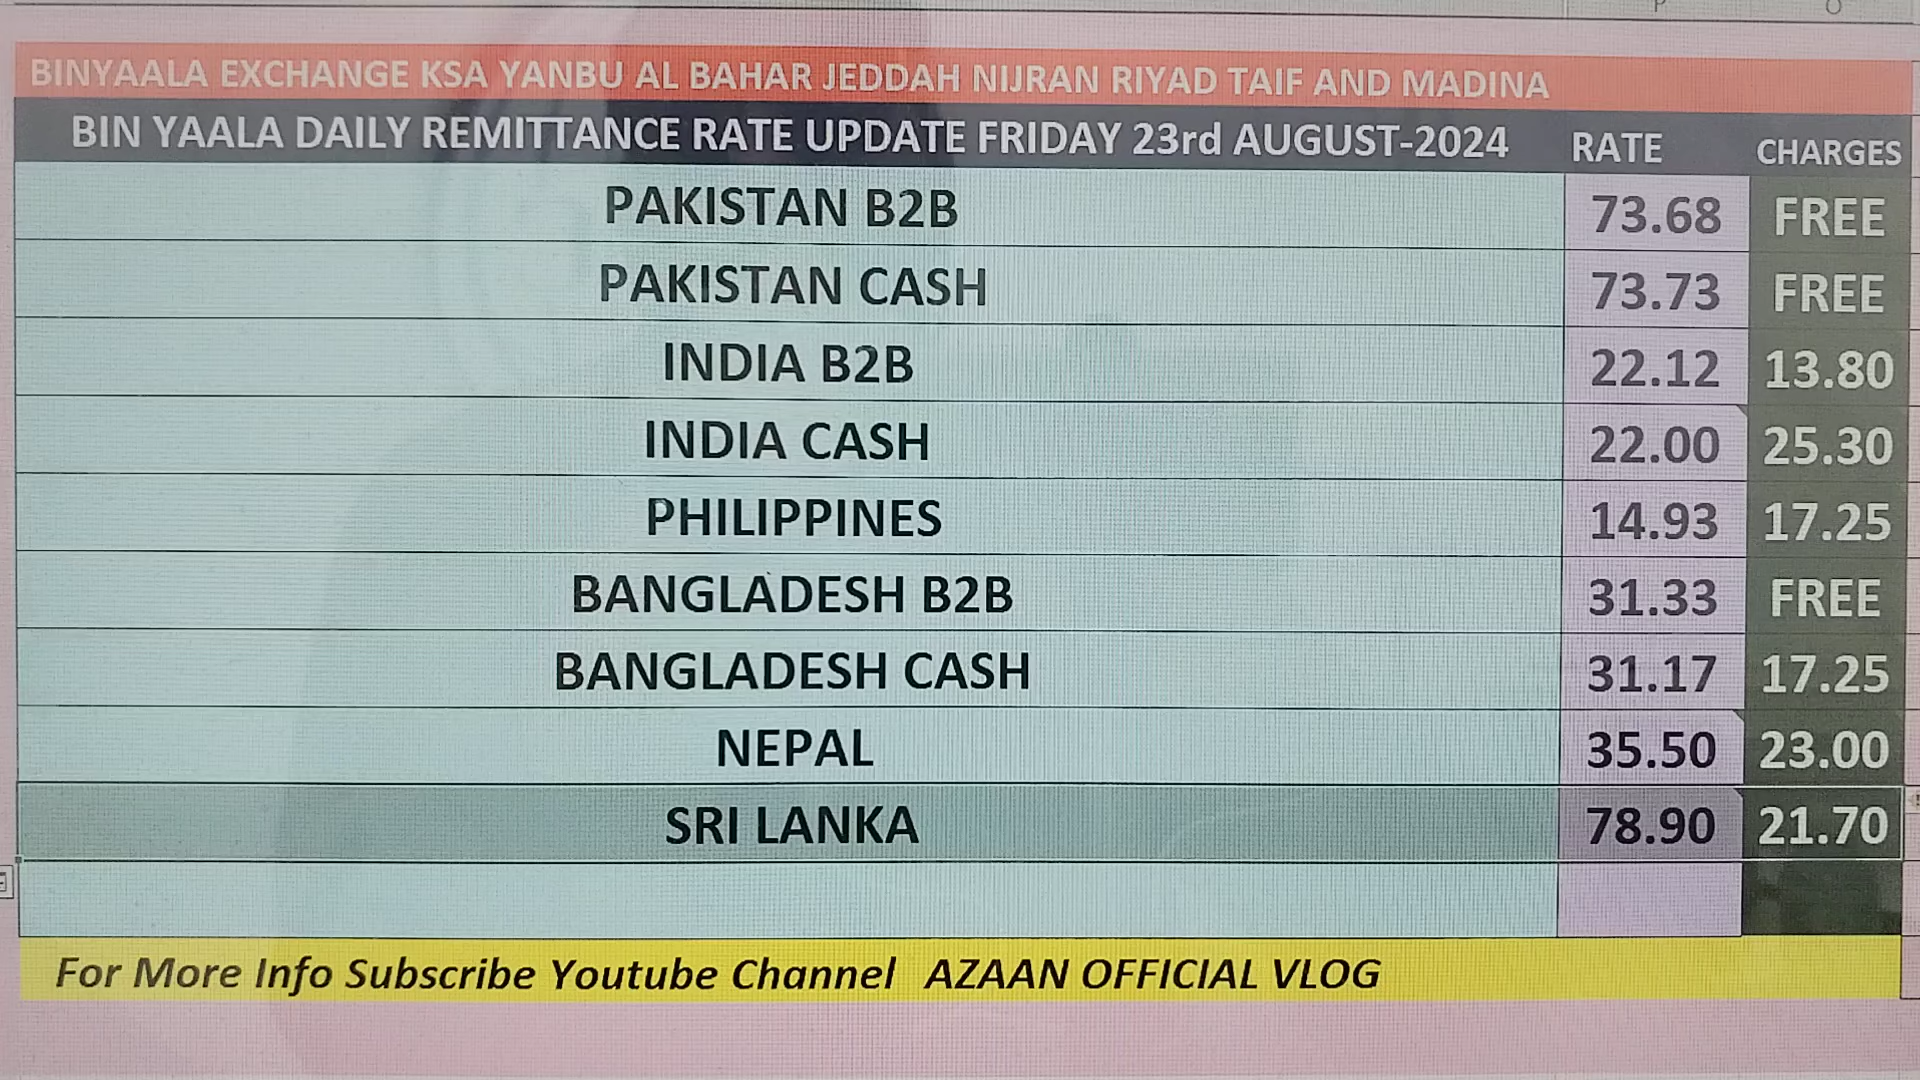 BINYAALA EXCHANGE KSA YANBU AL BAHAR JEDDAH NIJRAN RIYAD TAIF AND MADINA
BIN YAALA DAILY REMITTANCE RATE UPDATE FRIDAY 23rd AUGUST-2024 RATE CHARGES
PAKISTAN B2B 73.68 FREE
PAKISTAN CASH 73.73 FREE
INDIA B2B 22.12 13.80
INDIA CASH 22.00 25.30
PHILIPPINES 14.93 17.25
BANGLADESH B2B 31.33 FREE
BANGLADESH CASH 31.17 17.25
NEPAL 35.50 23.00
SRI LANKA 78.90 21.70
For More Info Subscribe Youtube Channel AZAAN OFFICIAL VLOG